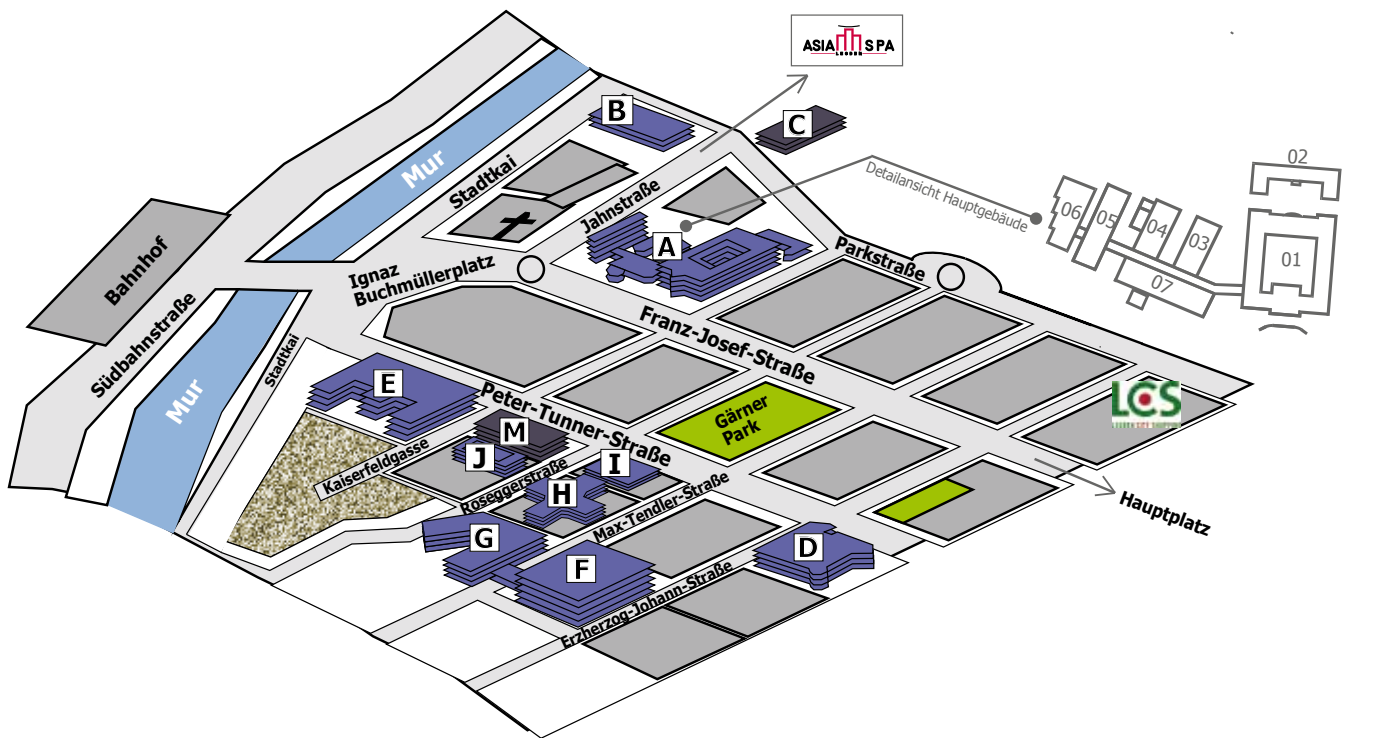 ASIA SPA
LEOBEN
B
C
Mur
Stadtkai
Jahnstraße
A
Detailansicht Hauptgebäude
02
06
05
04
03
01
07
Bahnhof
Ignaz
Buchmüllerplatz
Parkstraße
Südbahnstraße
Mur
Stadtkai
Franz-Josef-Straße
E
Peter-Tunner-Straße
Gärner
Park
LCS
M
J
Kaiserfeldgasse
Roseggerstraße
I
H
Max-Tendler-Straße
Hauptplatz
G
F
D
Erzherzog-Johann-Straße